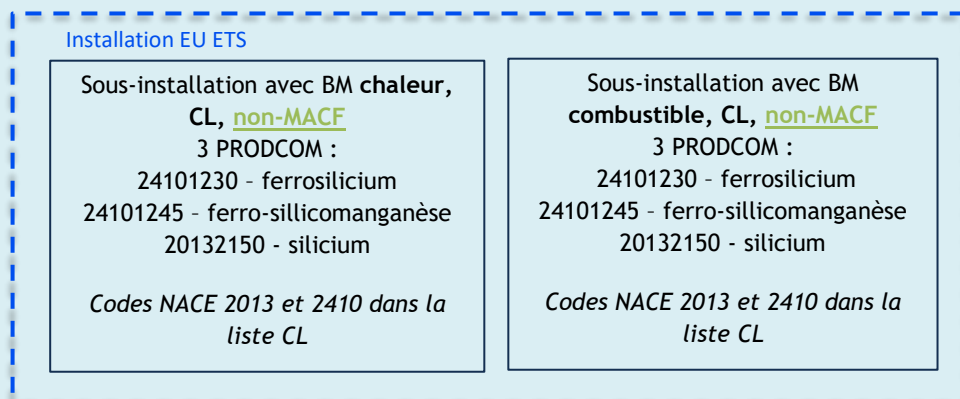 Installation EU ETS
Sous-installation avec BM chaleur,
CL, non-MACF
3 PRODCOM :
24101230 – ferrosilicium
24101245 – ferro-sillicomanganèse
20132150 - silicium
Codes NACE 2013 et 2410 dans la
liste CL
Sous-installation avec BM
combustible, CL, non-MACF
3 PRODCOM :
24101230 – ferrosilicium
24101245 – ferro-sillicomanganèse
20132150 - silicium
Codes NACE 2013 et 2410 dans la
liste CL